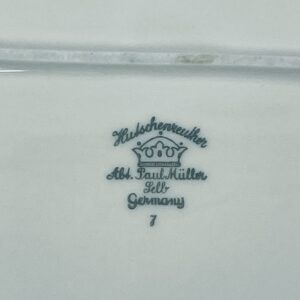 Hutschenreuther
Abt. Paul Müller
Selb
Germany
7